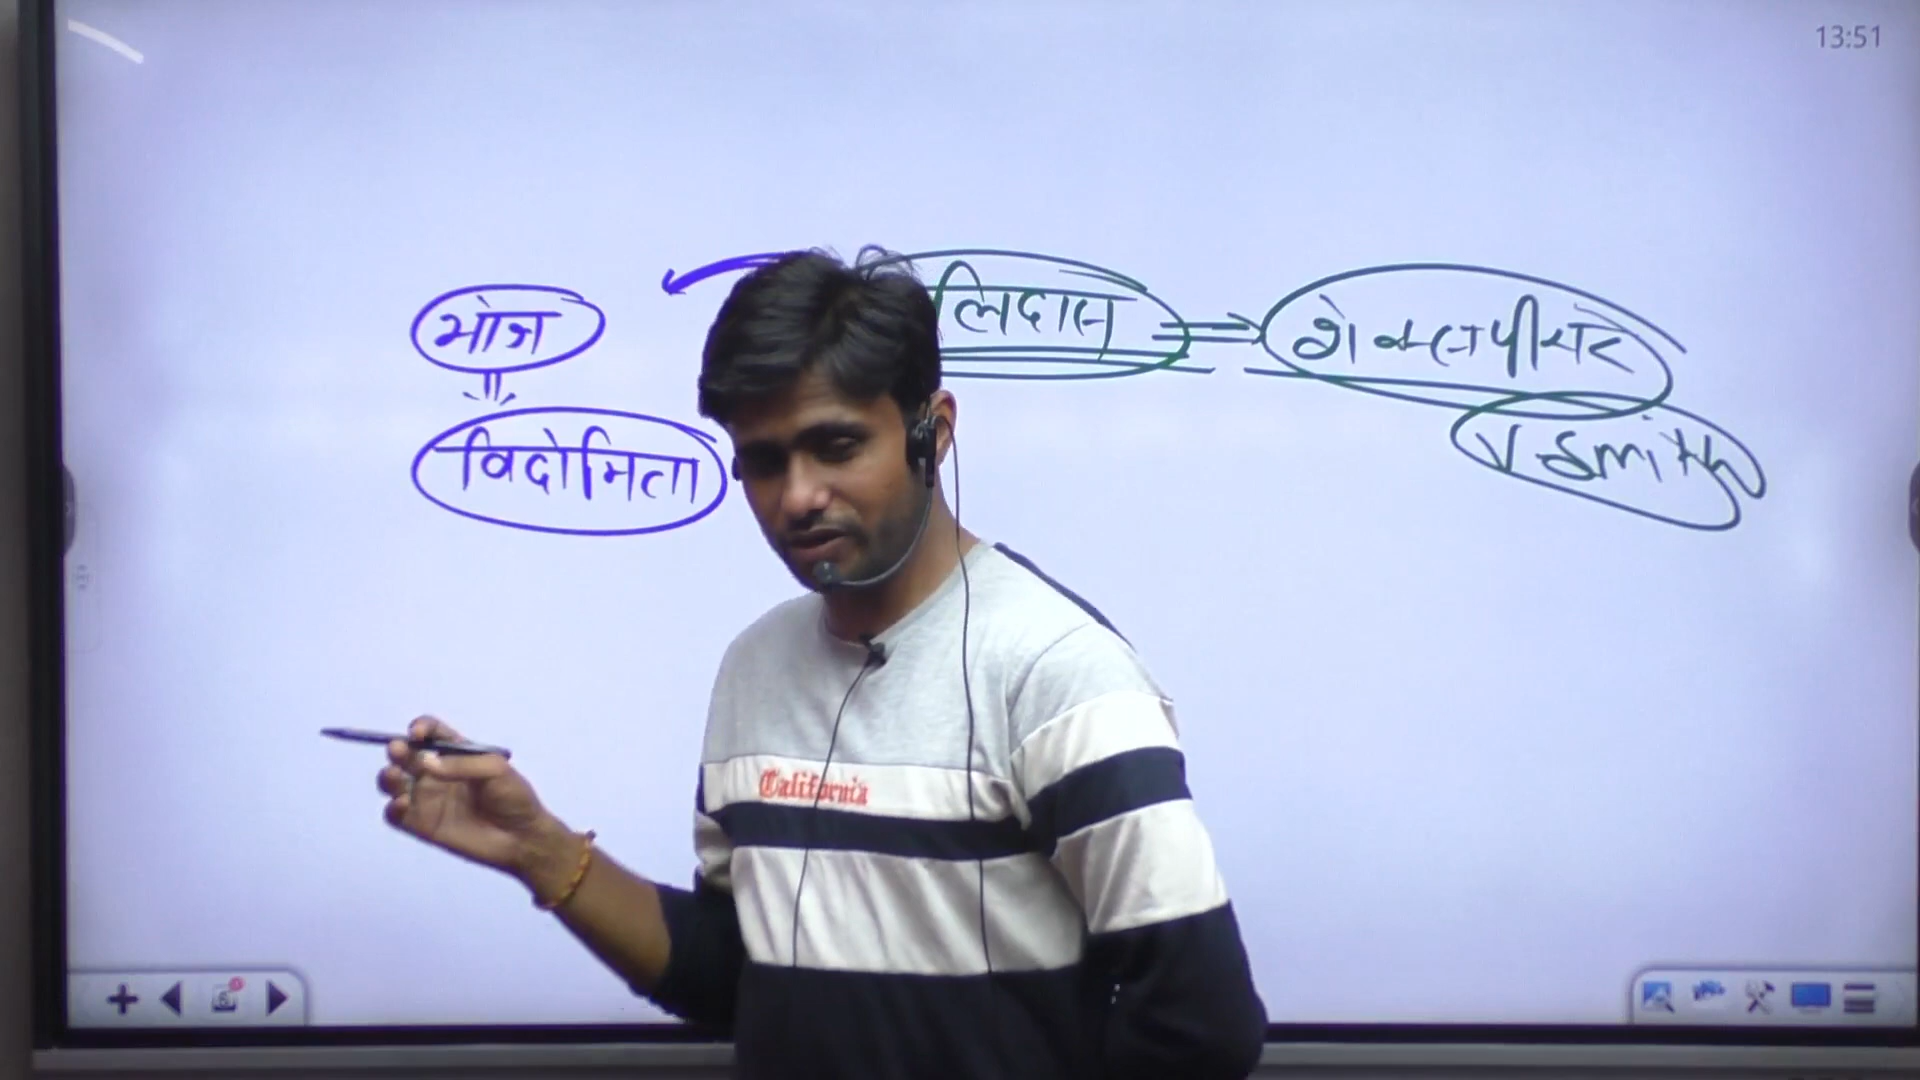 13:51
भोज
लिदास
शेक्सपीयर
V Smith
विदोमिता
California